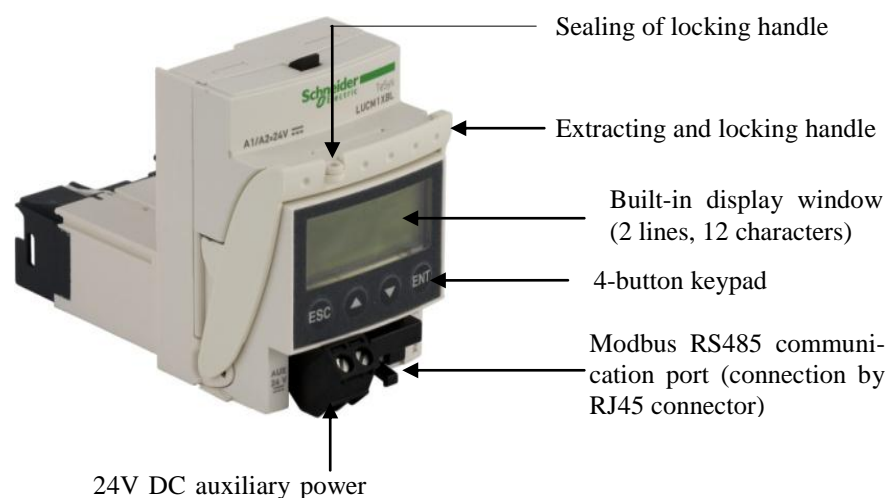 Sealing of locking handle
Schneider
Electric
TeSys
LUCM1XBL
A1/A2=24V
Extracting and locking handle
Built-in display window
(2 lines, 12 characters)
4-button keypad
ESC
ENT
Modbus RS485 communi-
cation port (connection by
RJ45 connector)
AUX
24 V
24V DC auxiliary power